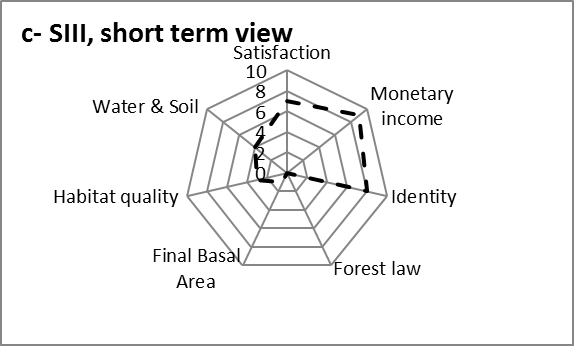 c- SIII, short term view
Satisfaction
10
8
6
4
2
0
Monetary
income
Identity
Forest law
Final Basal
Area
Habitat quality
Water & Soil